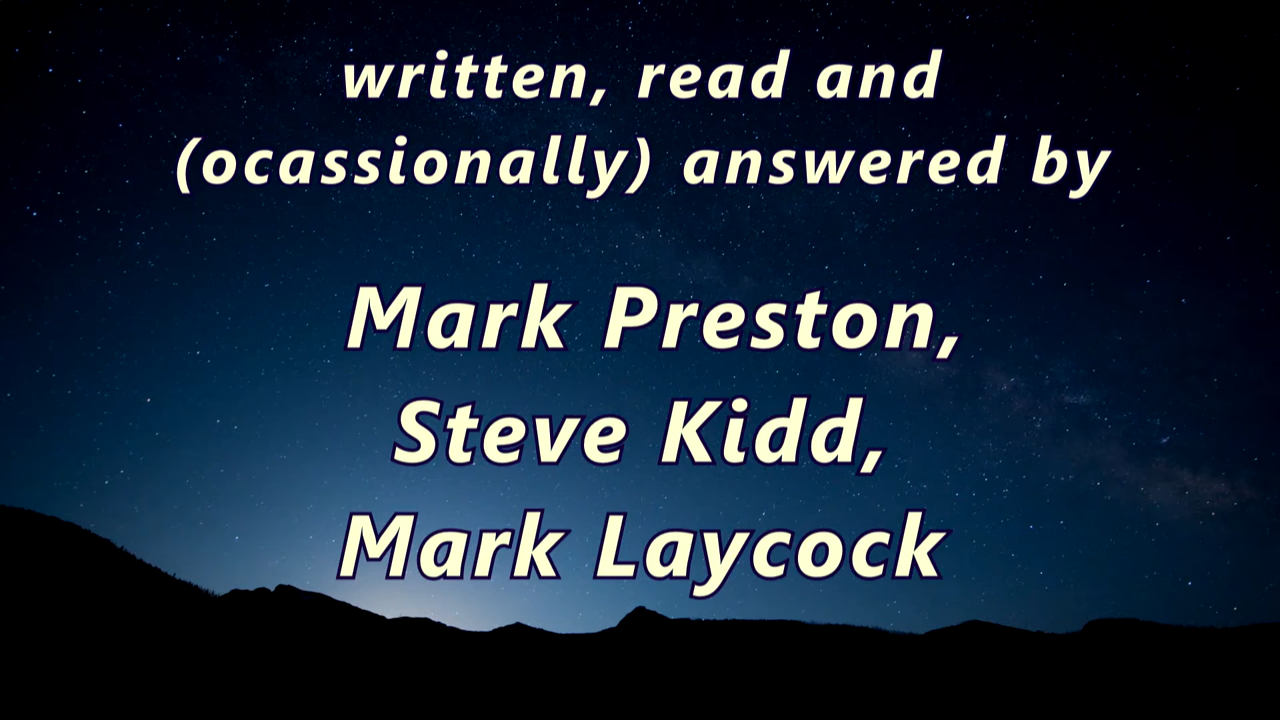 written, read and
(ocassionally) answered by
Mark Preston,
Steve Kidd,
Mark Laycock